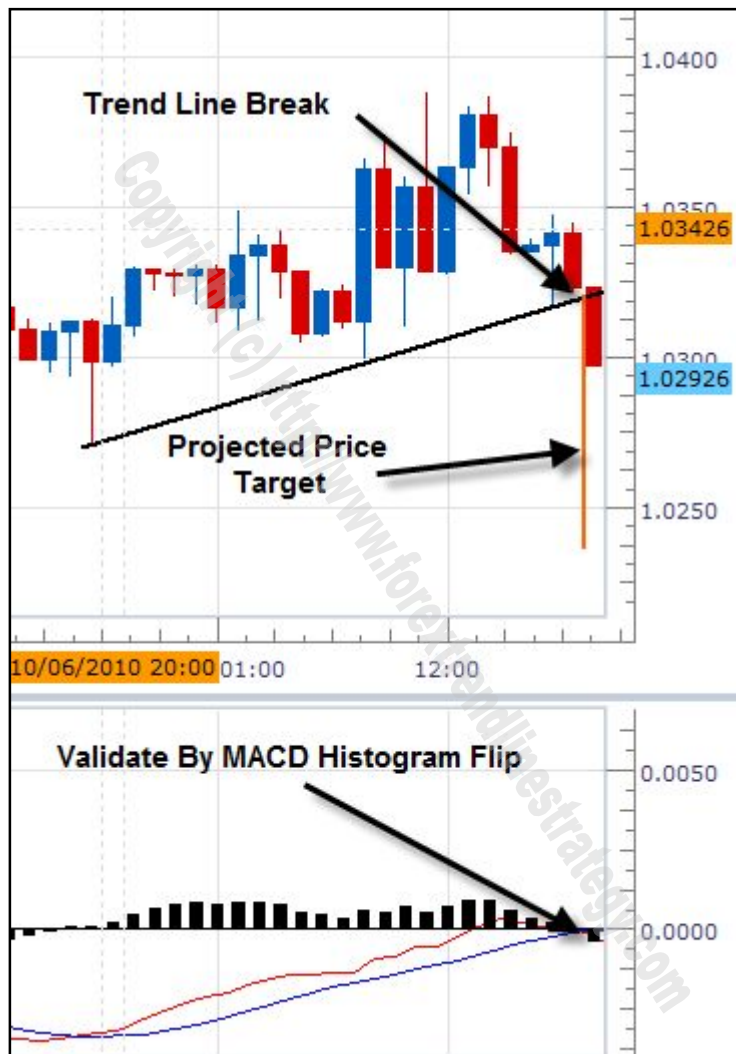 1.0400
Trend Line Break
1.0350
1.03426
1.0300
1.02926
Projected Price
Target
1.0250
10/06/2010 20:00 01:00 12:00
Validate By MACD Histogram Flip
0.0050
0.0000
Copyright (c) http://www.forextrendlinestrategy.com